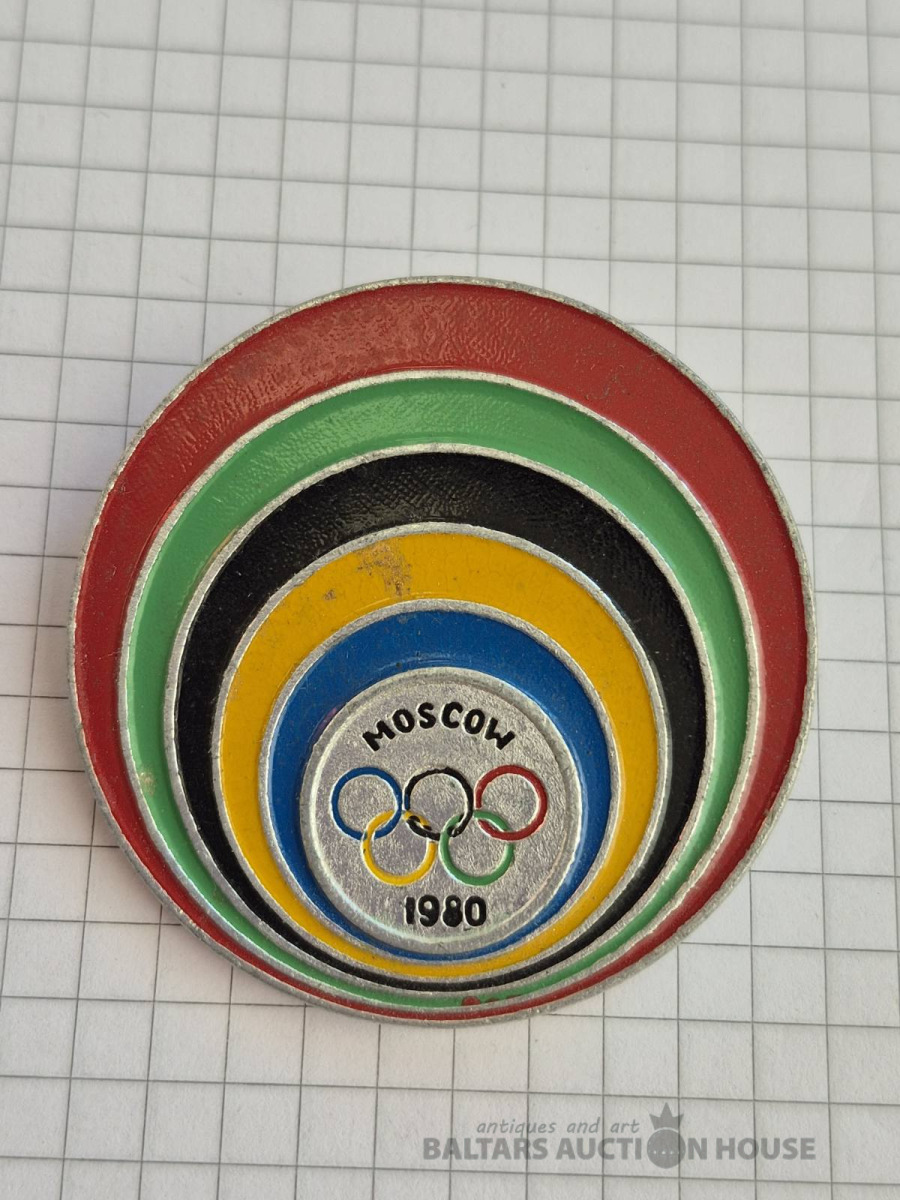 MOSCOW
1980
antiques and art
BALTARS AUCTION HOUSE